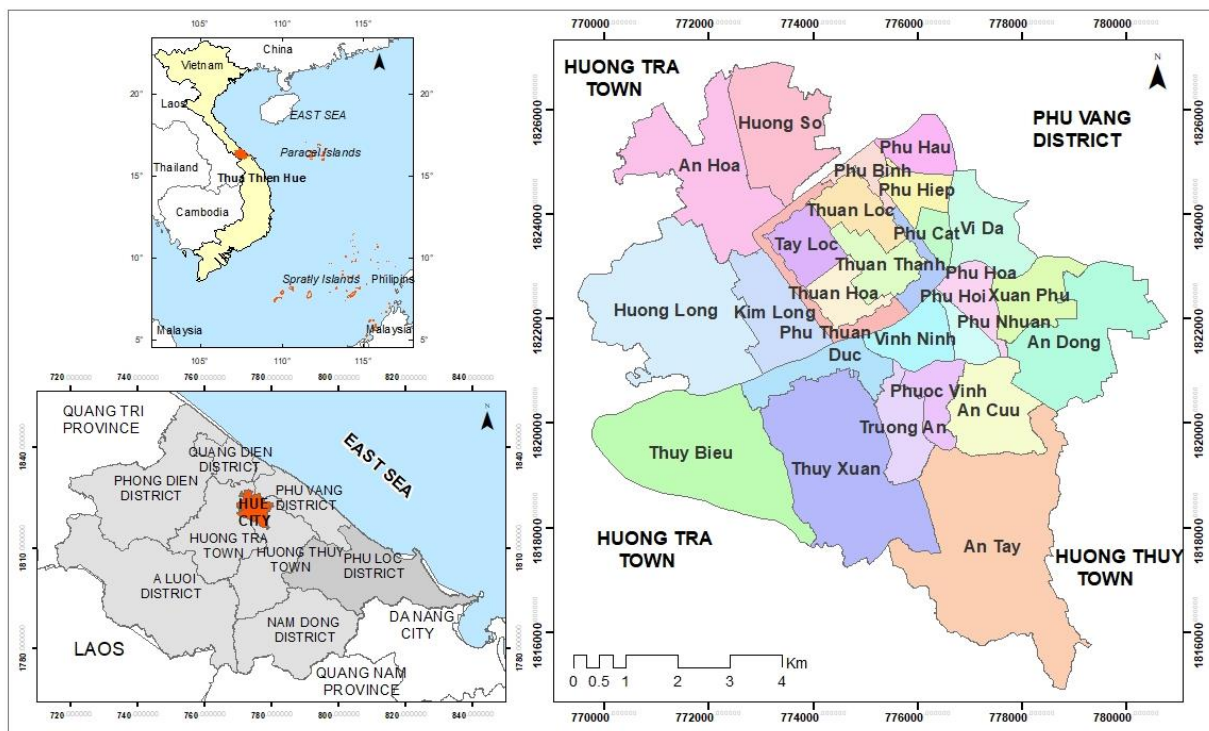 105°
110°
115°
China
Vietnam
20°
20°
Laos
EAST SEA
Paracel Islands
Thailand
Thua Thien Hue
15°
15°
Cambodia
10°
10°
Spratly Islands
Philipins
Malaysia
Malaysia
5°
5°
105°
110°
115°
720
740
760
780
800
820
840
N
QUANG TRI
PROVINCE
EAST SEA
1840
1840
QUANG DIEN
DISTRICT
PHONG DIEN
DISTRICT
PHU VANG
DISTRICT
HUE
CITY
HUONG TRA
TOWN
HUONG THUY
TOWN
PHU LOC
DISTRICT
1810
1810
A LUOI
DISTRICT
NAM DONG
DISTRICT
DA NANG
CITY
LAOS
1780
1780
QUANG NAM
PROVINCE
720
740
760
780
800
820
840
770000
772000
774000
776000
778000
780000
HUONG TRA
TOWN
N
PHU VANG
DISTRICT
1826000
1826000
Huong So
An Hoa
Phu Hau
Phu Binh
Phu Hiep
Thuan Loc
1824000
1824000
Phu Cat
Vi Da
Tay Loc
Thuan Thanh
Phu Hoa
Thuan Hoa
Phu Hoi
Xuan Phu
Huong Long
Kim Long
Phu Nhuan
1822000
1822000
Phu Thuan
Vinh Ninh
An Dong
Duc
Phuoc Vinh
An Cuu
1820000
1820000
Truong An
Thuy Bieu
Thuy Xuan
1818000
1818000
HUONG TRA
TOWN
An Tay
HUONG THUY
TOWN
1816000
1816000
Km
0
0.5
1
2
3
4
770000
772000
774000
776000
778000
780000